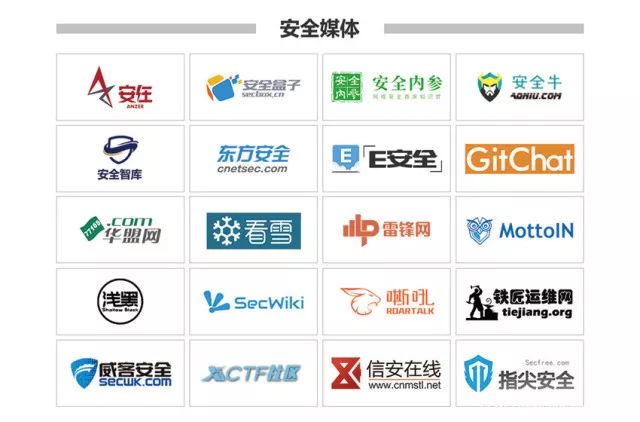 安全媒体
安在
ANZER
安全盒子
secbox.cn
安全内参
安全内参
网络安全首席知识官
安全牛
AQNIU.COM
安全智库
东方安全
cnetsec.com
E
E安全
GitChat
77169
.com
华盟网
看雪
雷锋网
MottoIN
浅黑
Shallow Black
SecWiki
嘶吼
ROARTALK
铁匠运维网
tiejiang.org
威客安全
secwk.com
XCTF社区
信安在线
www.cnmstl.net
Secfree.com
指尖安全